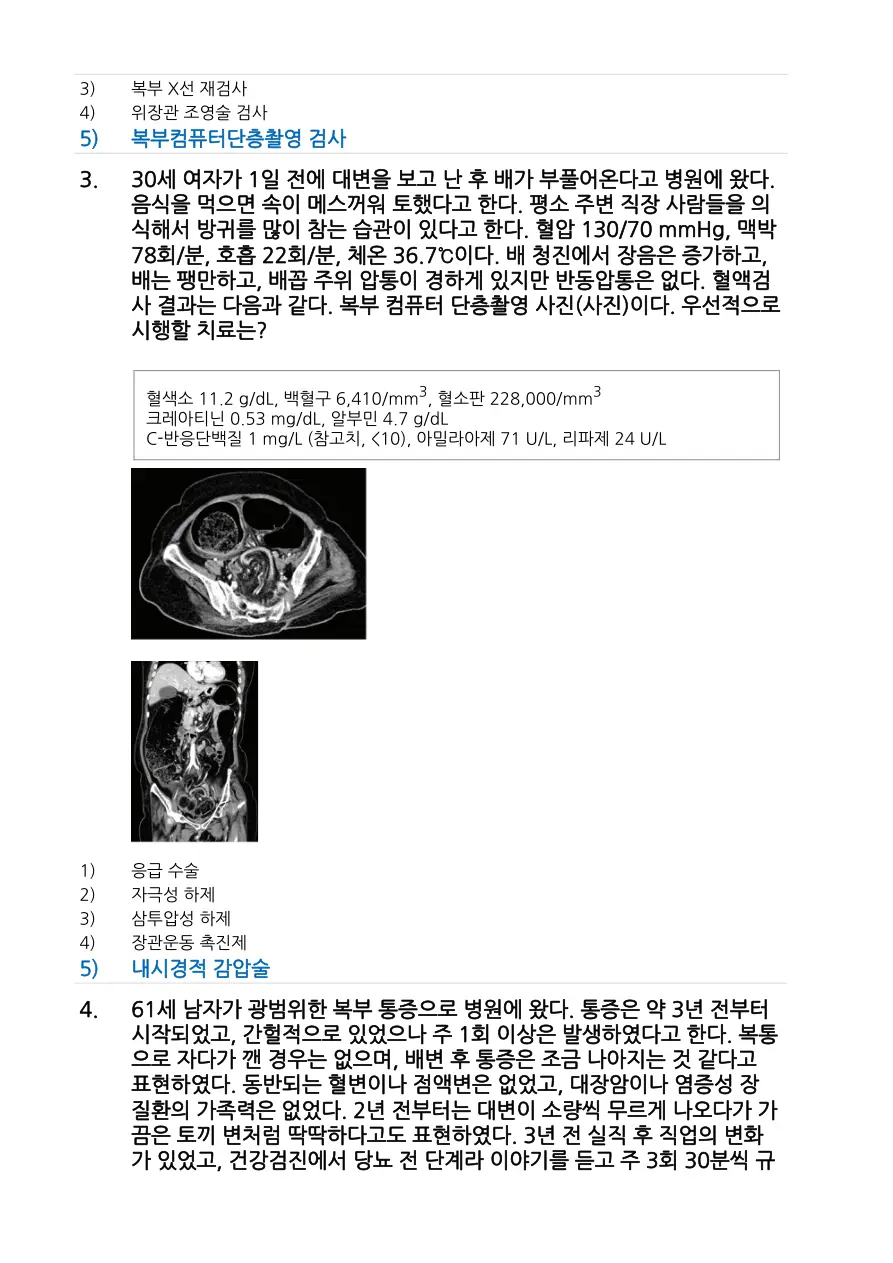 3) 복부 X선 재검사
4) 위장관 조영술 검사
5) 복부컴퓨터단층촬영 검사
3. 30세 여자가 1일 전에 대변을 보고 난 후 배가 부풀어온다고 병원에 왔다.
음식을 먹으면 속이 메스꺼워 토했다고 한다. 평소 주변 직장 사람들을 의
식해서 방귀를 많이 참는 습관이 있다고 한다. 혈압 130/70 mmHg, 맥박
78회/분, 호흡 22회/분, 체온 36.7℃이다. 배 청진에서 장음은 증가하고,
배는 팽만하고, 배꼽 주위 압통이 경하게 있지만 반동압통은 없다. 혈액검
사 결과는 다음과 같다. 복부 컴퓨터 단층촬영 사진(사진)이다. 우선적으로
시행할 치료는?
혈색소 11.2 g/dL, 백혈구 6,410/mm³, 혈소판 228,000/mm³
크레아티닌 0.53 mg/dL, 알부민 4.7 g/dL
C-반응단백질 1 mg/L (참고치, <10), 아밀라아제 71 U/L, 리파제 24 U/L
1) 응급 수술
2) 자극성 하제
3) 삼투압성 하제
4) 장관운동 촉진제
5) 내시경적 감압술
4. 61세 남자가 광범위한 복부 통증으로 병원에 왔다. 통증은 약 3년 전부터
시작되었고, 간헐적으로 있었으나 주 1회 이상은 발생하였다고 한다. 복통
으로 자다가 깬 경우는 없으며, 배변 후 통증은 조금 나아지는 것 같다고
표현하였다. 동반되는 혈변이나 점액변은 없었고, 대장암이나 염증성 장
질환의 가족력은 없었다. 2년 전부터는 대변이 소량씩 무르게 나오다가 가
끔은 토끼 변처럼 딱딱하다고도 표현하였다. 3년 전 실직 후 직업의 변화
가 있었고, 건강검진에서 당뇨 전 단계라 이야기를 듣고 주 3회 30분씩 규